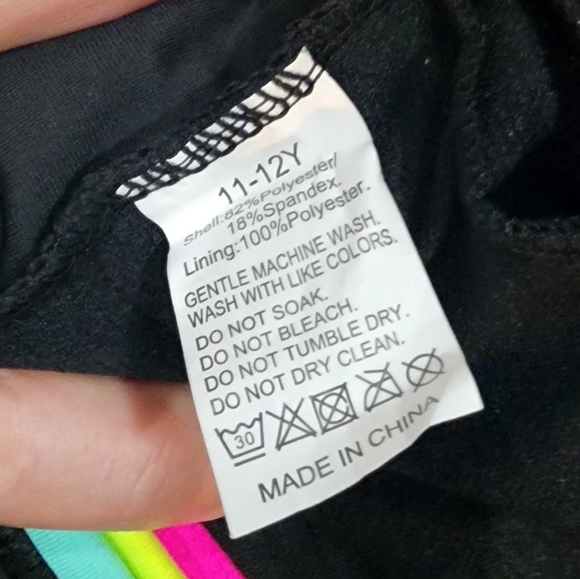 11-12Y
Shell:82%Polyester/
18%Spandex.
Lining:100%Polyester.
GENTLE MACHINE WASH.
WASH WITH LIKE COLORS.
DO NOT SOAK.
DO NOT BLEACH.
DO NOT TUMBLE DRY.
DO NOT DRY CLEAN.
30
MADE IN CHINA